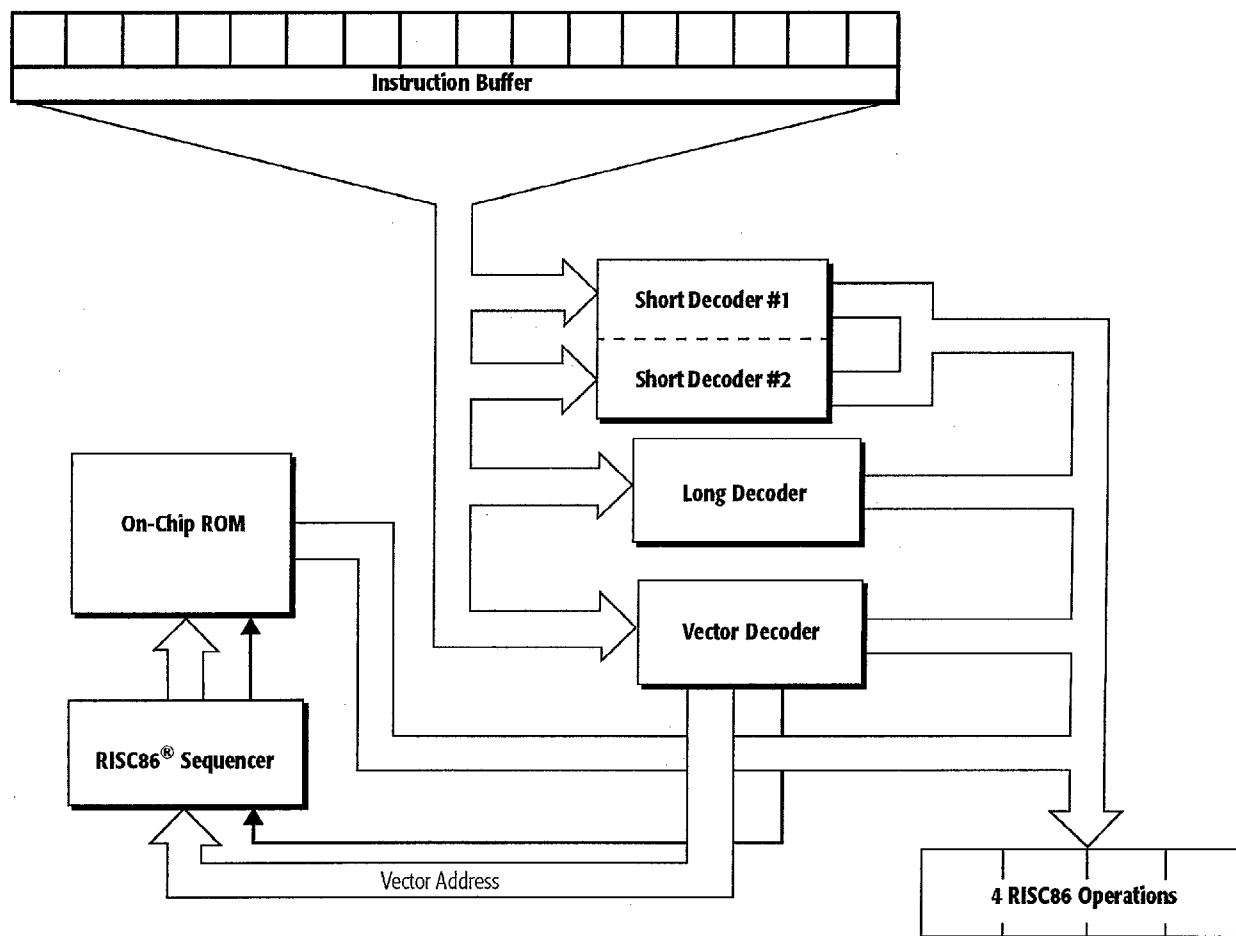 Instruction Buffer
Short Decoder #1
Short Decoder #2
Long Decoder
On-Chip ROM
Vector Decoder
RISC86® Sequencer
Vector Address
4 RISC86 Operations